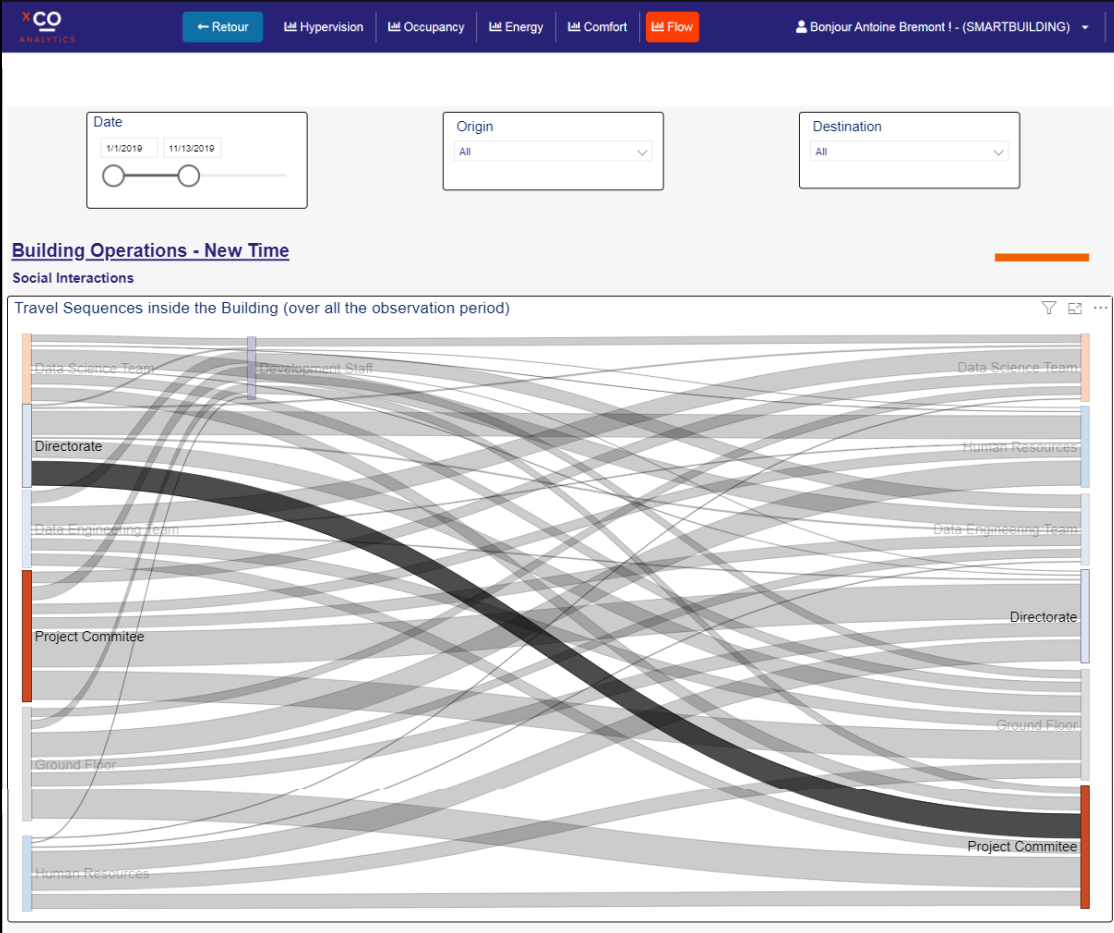 xCO
ANALYTICS
← Retour
Hypervision
Occupancy
Energy
Comfort
Flow
Bonjour Antoine Bremont ! - (SMARTBUILDING)
Date
1/1/2019 11/13/2019
Origin
All
Destination
All
Building Operations - New Time
Social Interactions
Travel Sequences inside the Building (over all the observation period)
Data Science Team
Development Staff
Data Science Team
Directorate
Human Resources
Data Engineering Team
Data Engineering Team
Directorate
Project Commitee
Ground Floor
Ground Floor
Project Commitee
Human Resources